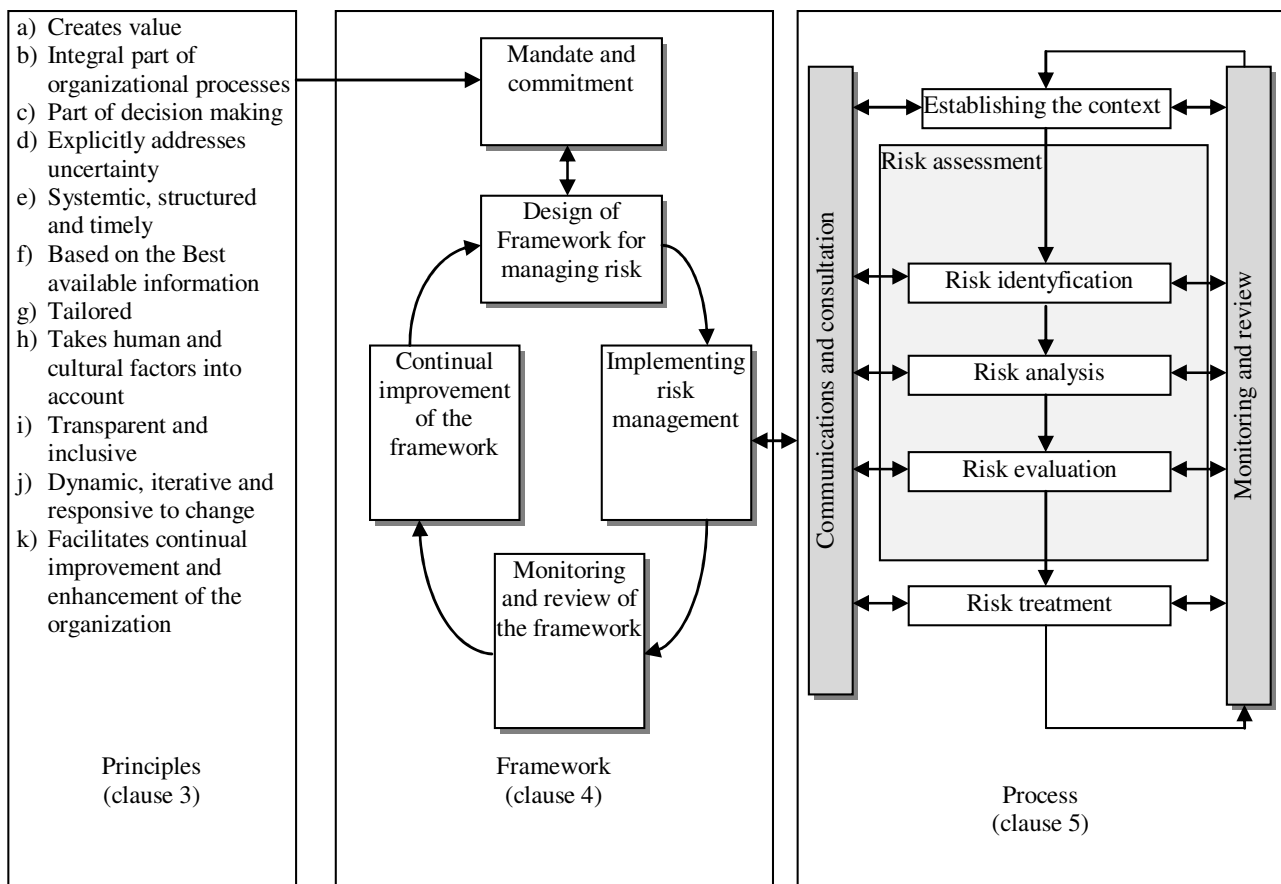 a) Creates value
b) Integral part of
organizational processes
c) Part of decision making
d) Explicitly addresses
uncertainty
e) Systemtic, structured
and timely
f) Based on the Best
available information
g) Tailored
h) Takes human and
cultural factors into
account
i) Transparent and
inclusive
j) Dynamic, iterative and
responsive to change
k) Facilitates continual
improvement and
enhancement of the
organization
Principles
(clause 3)
Mandate and
commitment
Design of
Framework for
managing risk
Continual
improvement
of the
framework
Implementing
risk
management
Monitoring
and review of
the framework
Framework
(clause 4)
Communications and consultation
Establishing the context
Risk assessment
Risk identyfication
Risk analysis
Risk evaluation
Risk treatment
Monitoring and review
Process
(clause 5)